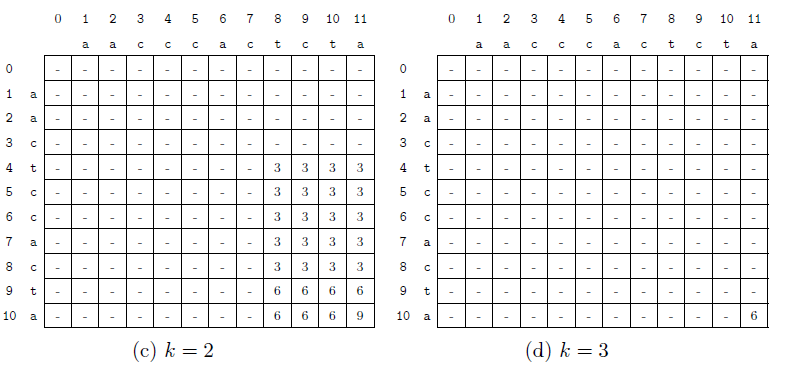 0 1 2 3 4 5 6 7 8 9 10 11 0 1 2 3 4 5 6 7 8 9 10 11
a a c c c a c t c t a a a c c c a c t c t a
0 - - - - - - - - - - - - 0 - - - - - - - - - - - -
1 a - - - - - - - - - - - - 1 a - - - - - - - - - - - -
2 a - - - - - - - - - - - - 2 a - - - - - - - - - - - -
3 c - - - - - - - - - - - - 3 c - - - - - - - - - - - -
4 t - - - - - - - - 3 3 3 3 4 t - - - - - - - - - - - -
5 c - - - - - - - - 3 3 3 3 5 c - - - - - - - - - - - -
6 c - - - - - - - - 3 3 3 3 6 c - - - - - - - - - - - -
7 a - - - - - - - - 3 3 3 3 7 a - - - - - - - - - - - -
8 c - - - - - - - - 3 3 3 3 8 c - - - - - - - - - - - -
9 t - - - - - - - - 6 6 6 6 9 t - - - - - - - - - - - -
10 a - - - - - - - - 6 6 6 9 10 a - - - - - - - - - - - 6
(c) k = 2 (d) k = 3